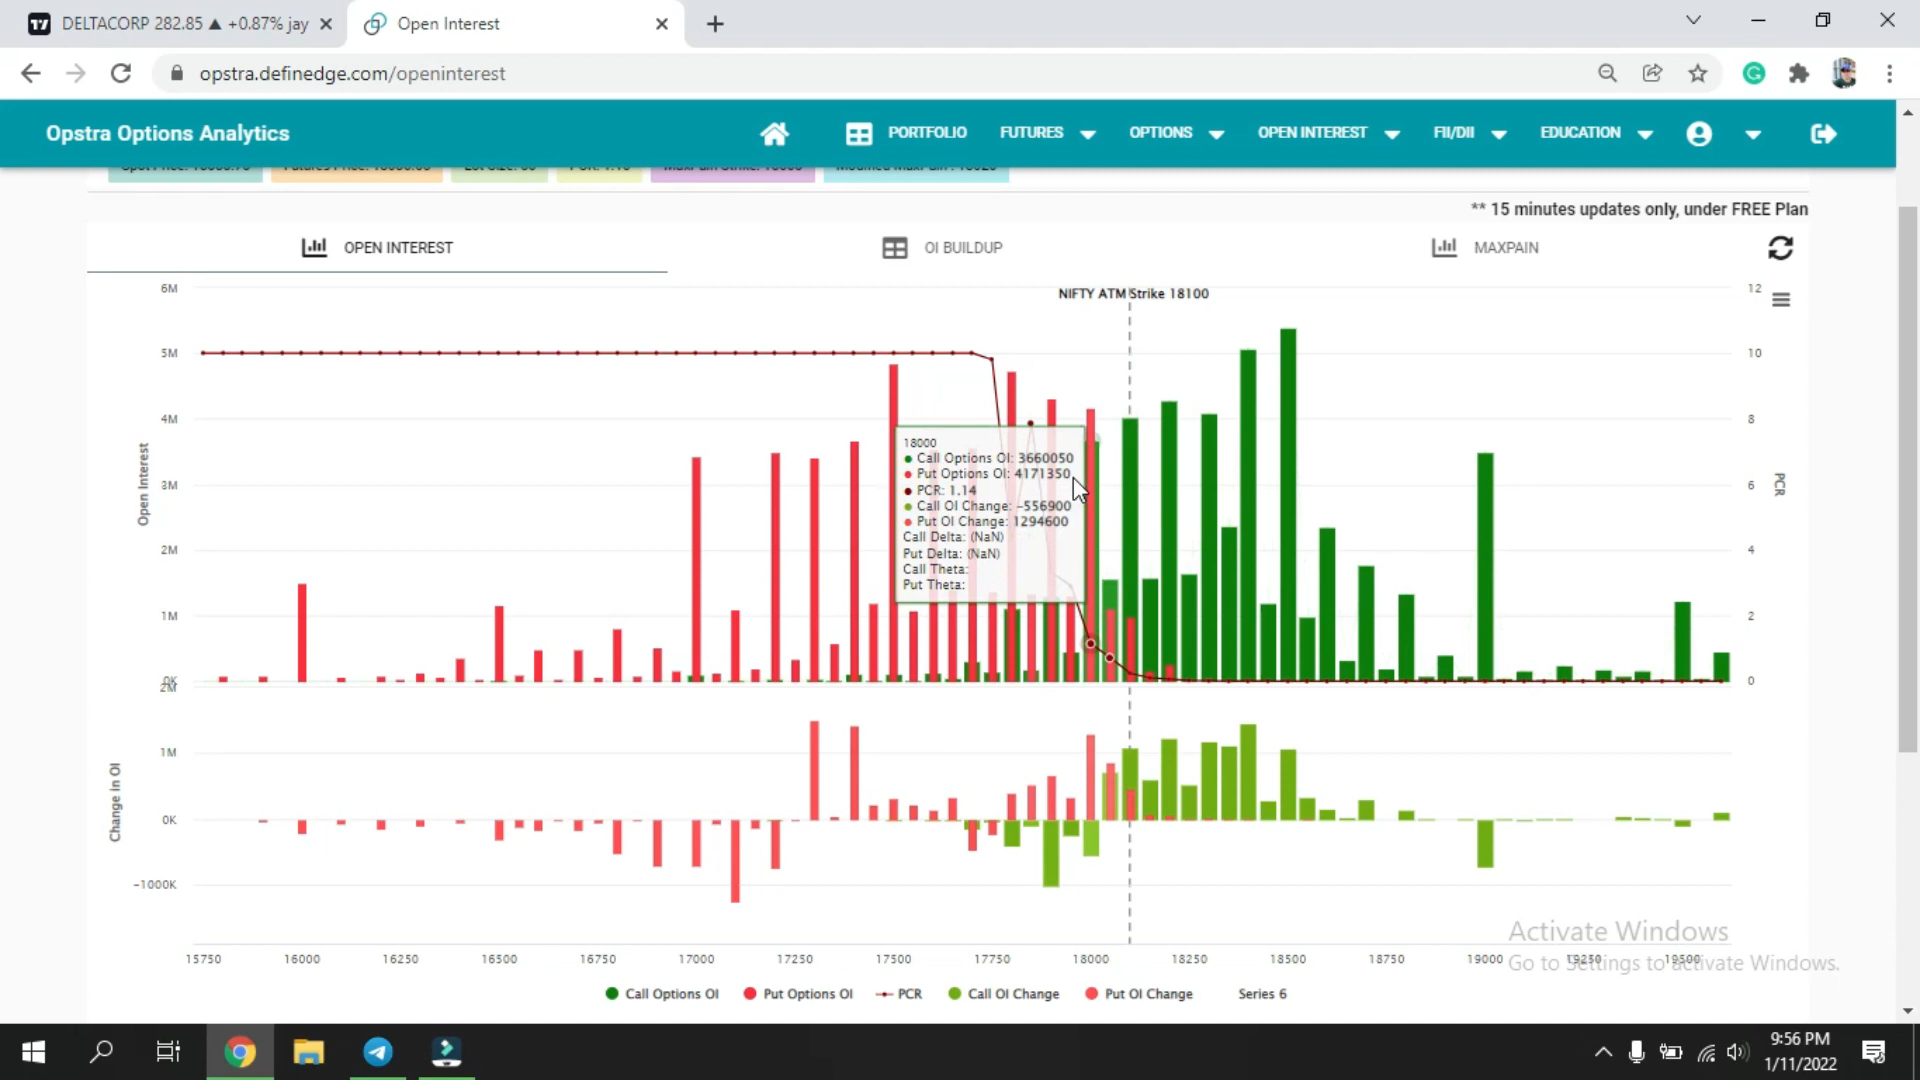 DELTACORP 282.85 ▲ +0.87% jay
Open Interest
opstra.definedge.com/openinterest
Opstra Options Analytics
PORTFOLIO
FUTURES
OPTIONS
OPEN INTEREST
FII/DII
EDUCATION
** 15 minutes updates only, under FREE Plan
OPEN INTEREST
OI BUILDUP
MAXPAIN
NIFTY ATM Strike 18100
6M
5M
4M
3M
2M
1M
0K
Open Interest
12
10
8
6
4
2
0
PCR
18000
Call Options OI: 3660050
Put Options OI: 4171350
PCR: 1.14
Call OI Change: -556900
Put OI Change: 1294600
Call Delta: (NaN)
Put Delta: (NaN)
Call Theta:
Put Theta:
2M
1M
0K
-1000K
Change in OI
15750 16000 16250 16500 16750 17000 17250 17500 17750 18000 18250 18500 18750 19000 19250 19500
Call Options OI Put Options OI PCR Call OI Change Put OI Change Series 6
Activate Windows
Go to Settings to activate Windows.
9:56 PM
1/11/2022